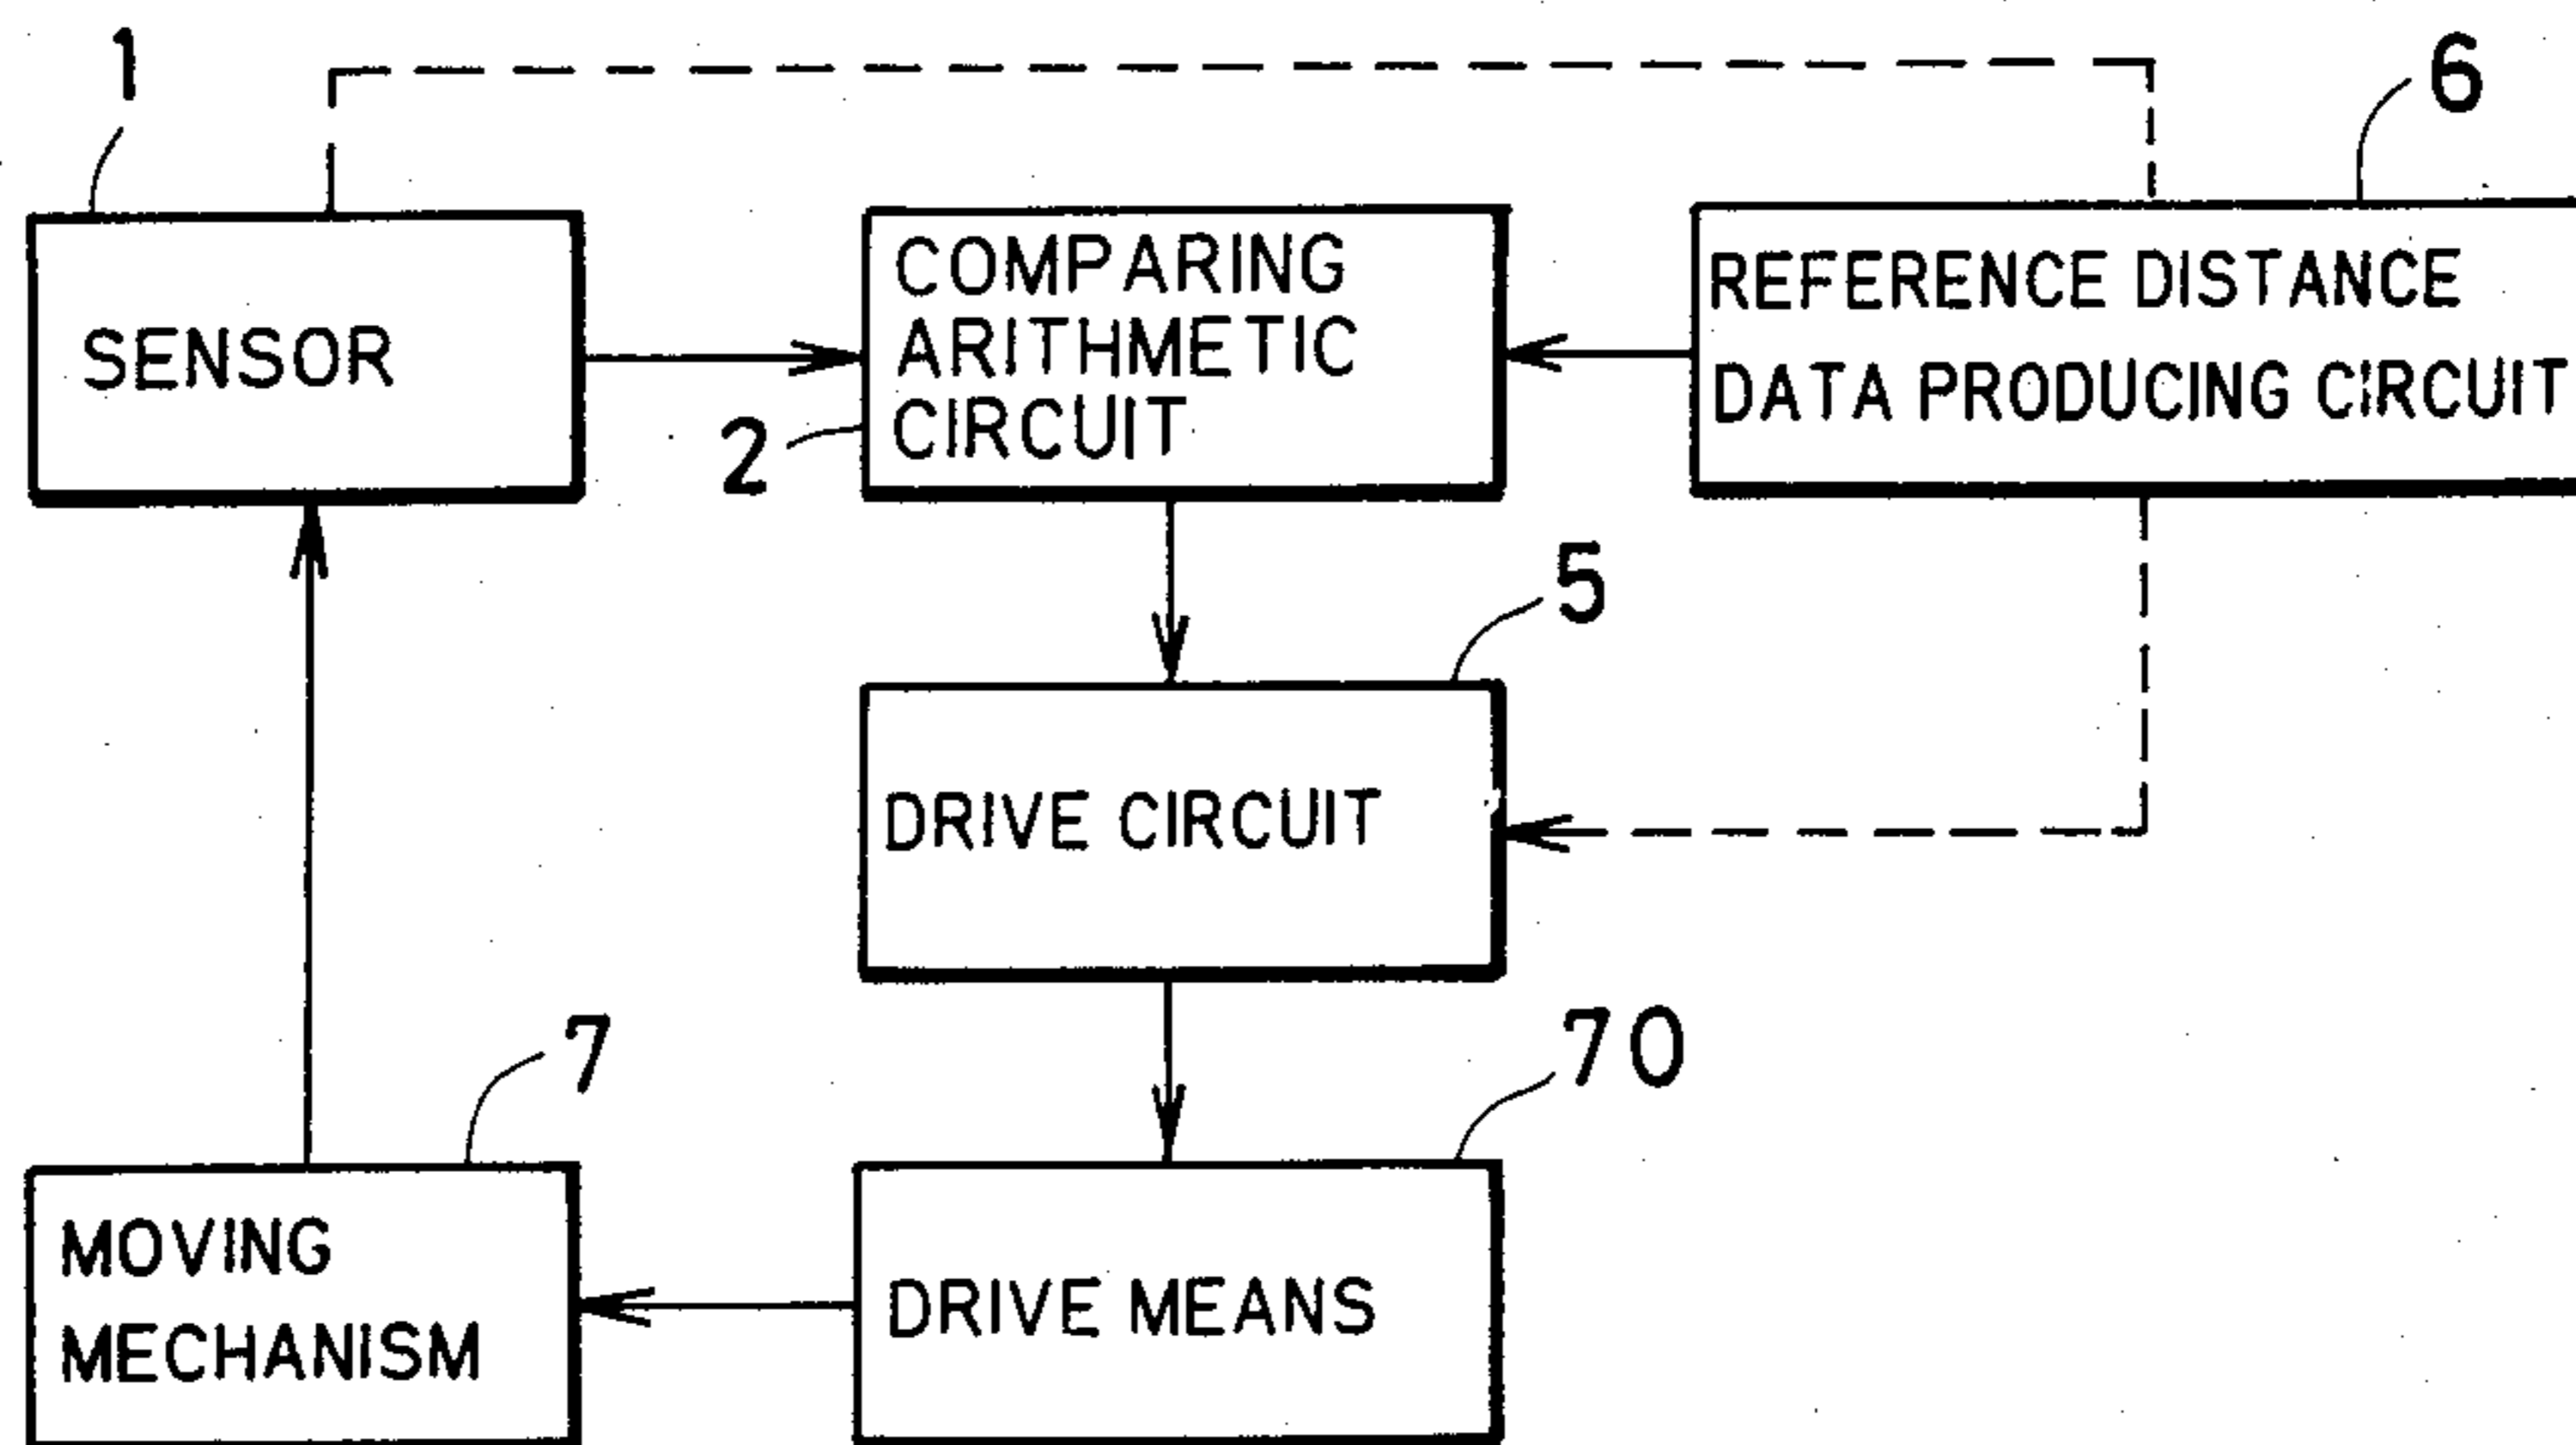 1
6
SENSOR
COMPARING
ARITHMETIC
CIRCUIT
2
REFERENCE DISTANCE
DATA PRODUCING CIRCUIT
5
DRIVE CIRCUIT
7
70
MOVING
MECHANISM
DRIVE MEANS